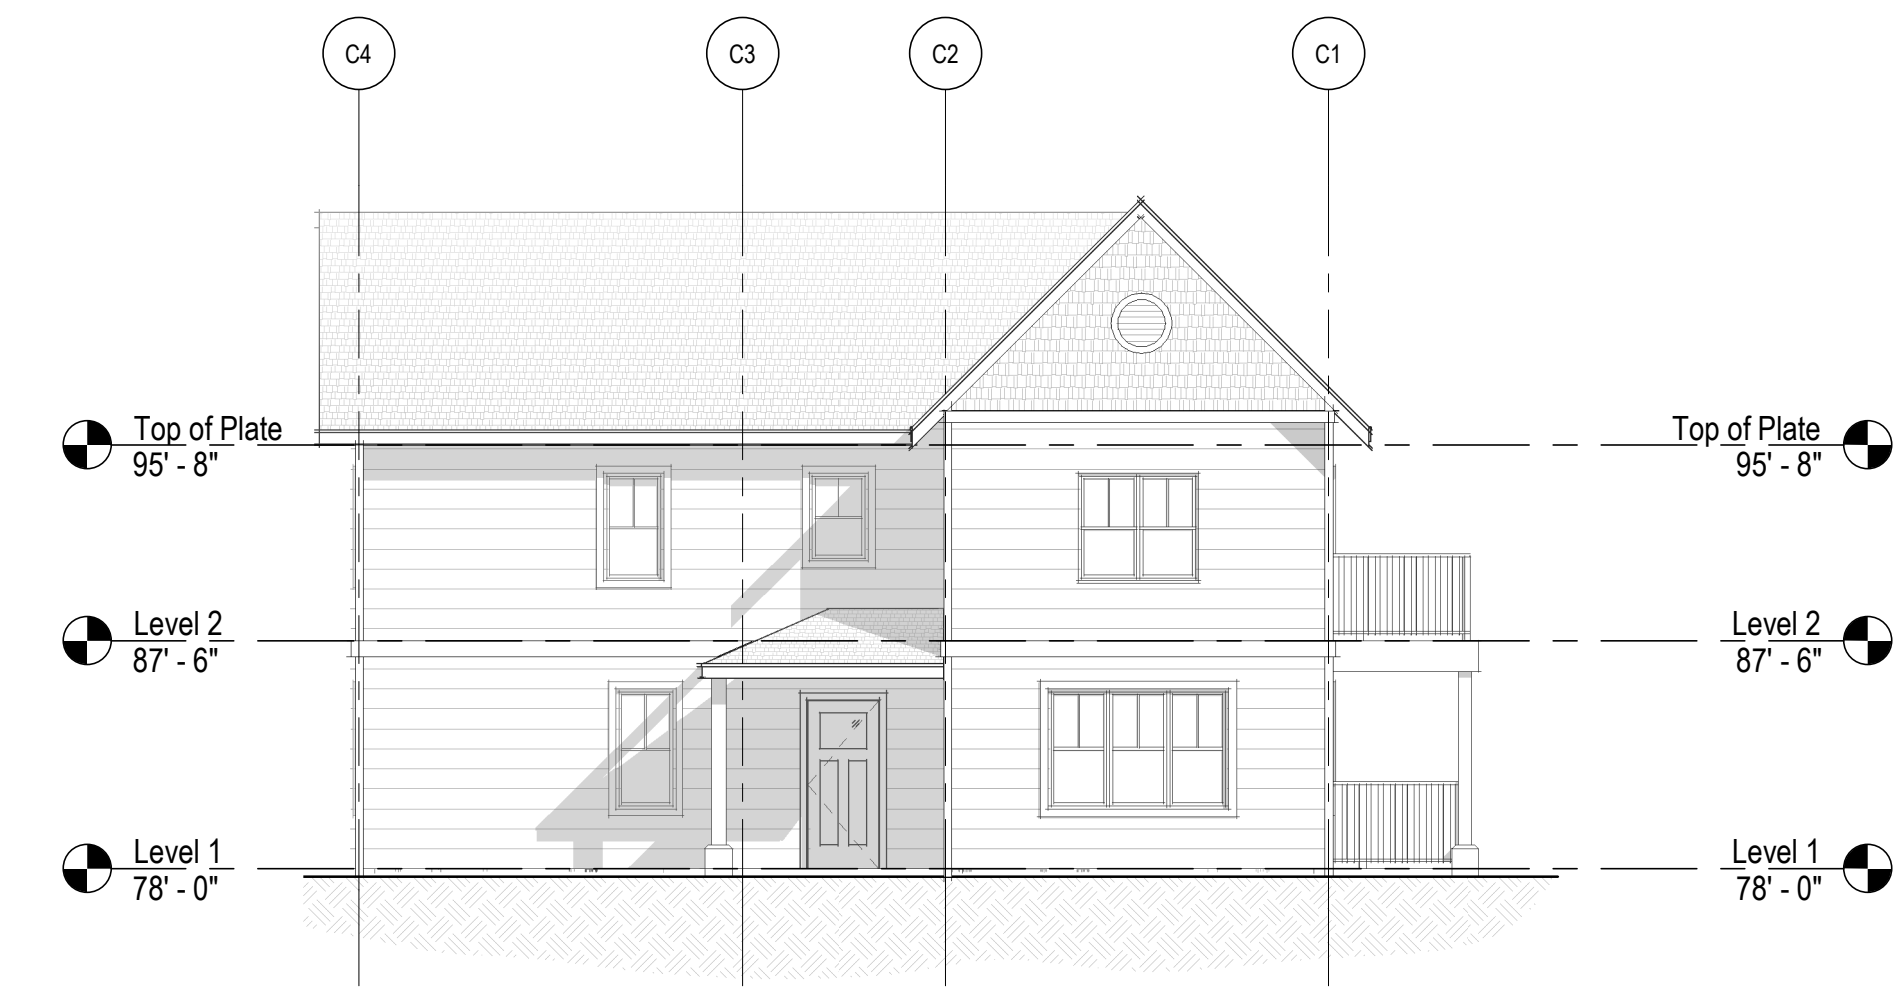 C4
C3
C2
C1
Top of Plate
95' - 8"
Top of Plate
95' - 8"
Level 2
87' - 6"
Level 2
87' - 6"
Level 1
78' - 0"
Level 1
78' - 0"